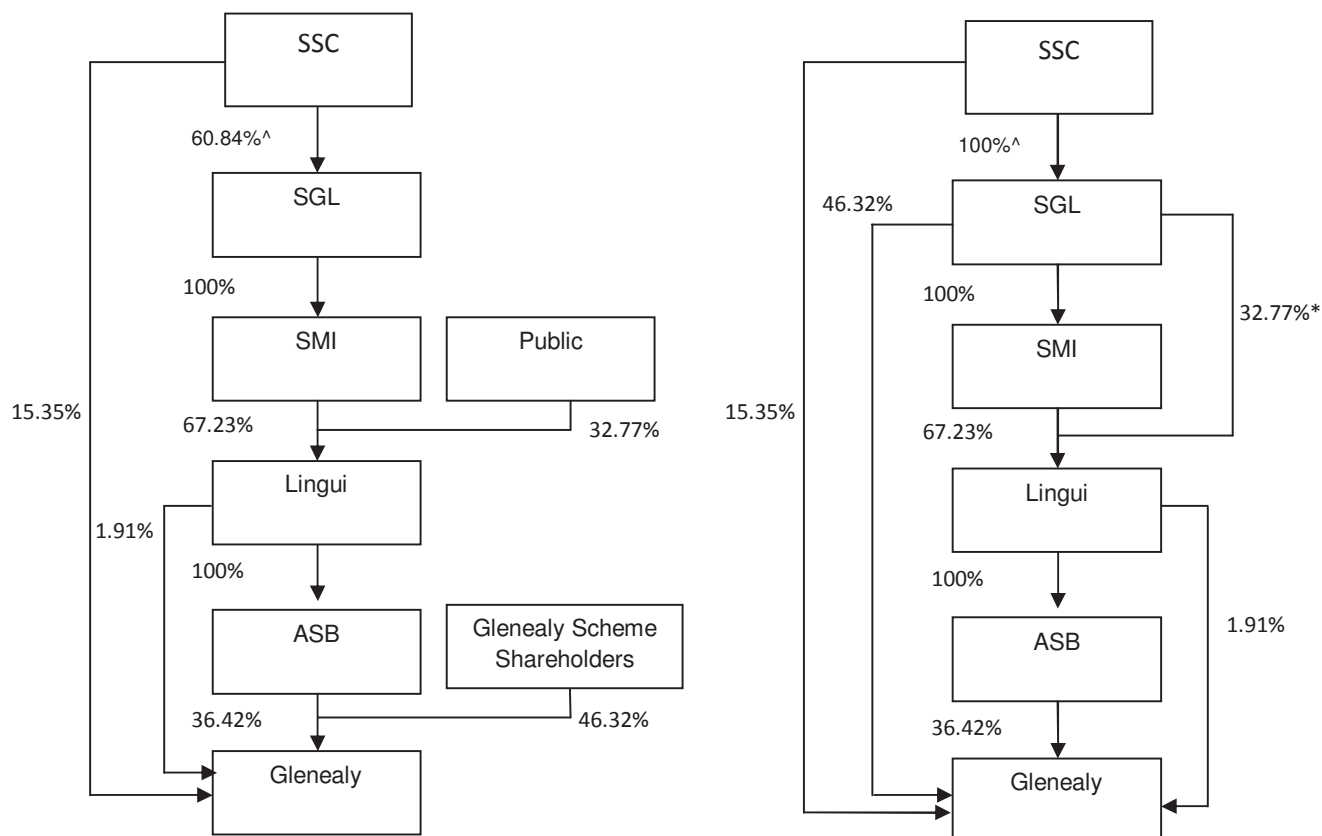 SSC
60.84%^
SGL
100%
SMI
Public
15.35%
67.23%
32.77%
Lingui
1.91%
100%
ASB
Glenealy Scheme
Shareholders
36.42%
46.32%
Glenealy
SSC
100%^
46.32%
SGL
100%
32.77%*
SMI
15.35%
67.23%
Lingui
100%
1.91%
ASB
36.42%
Glenealy